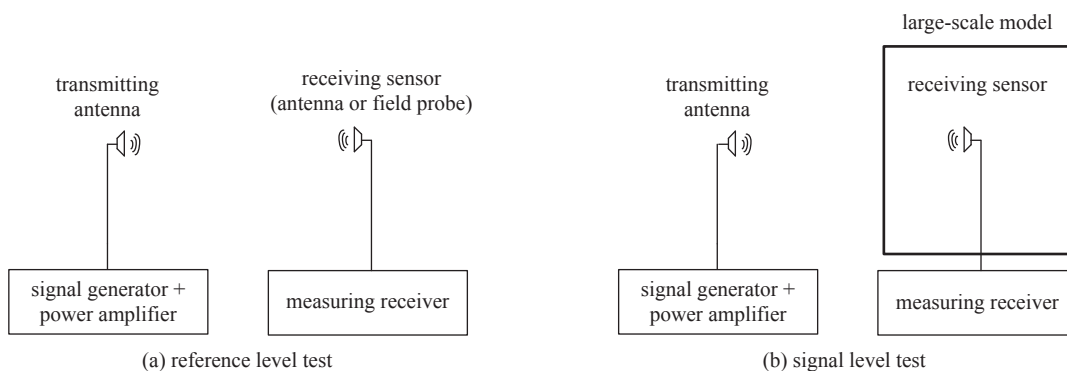 transmitting
antenna
receiving sensor
(antenna or field probe)
signal generator +
power amplifier
measuring receiver
(a) reference level test
large-scale model
transmitting
antenna
receiving sensor
signal generator +
power amplifier
measuring receiver
(b) signal level test